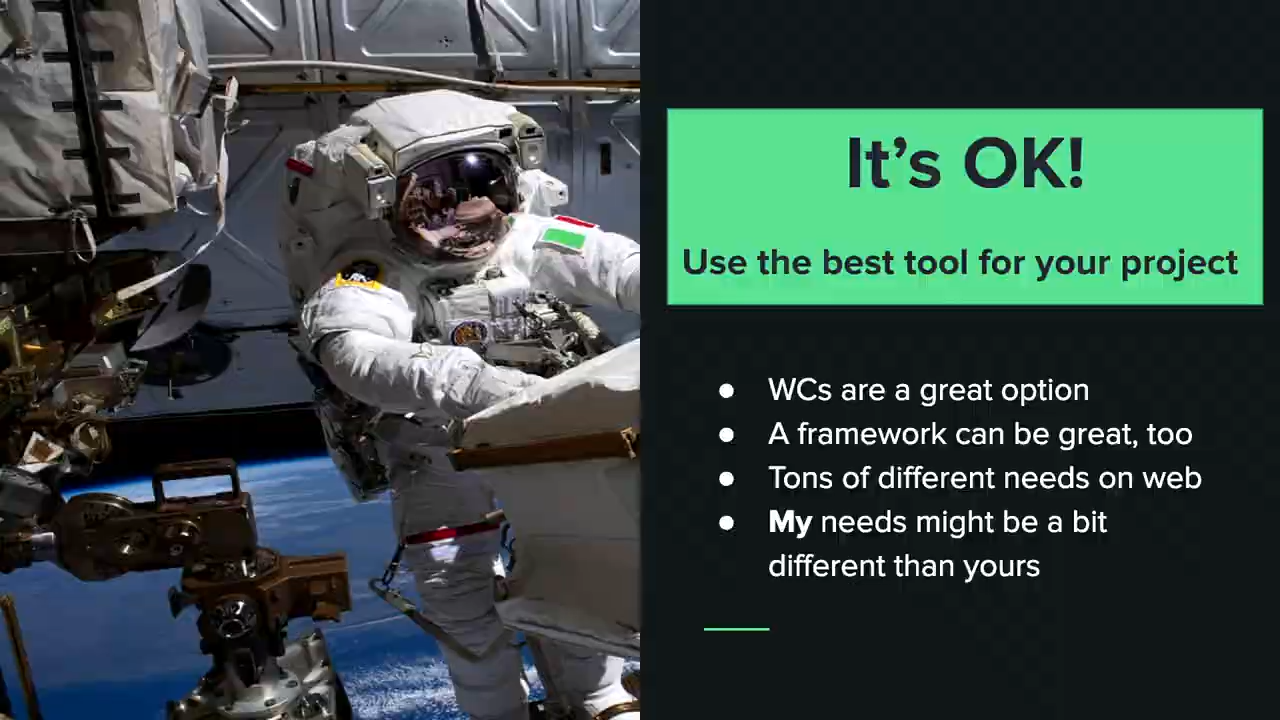 It’s OK!
Use the best tool for your project
● WCs are a great option
● A framework can be great, too
● Tons of different needs on web
● My needs might be a bit
different than yours